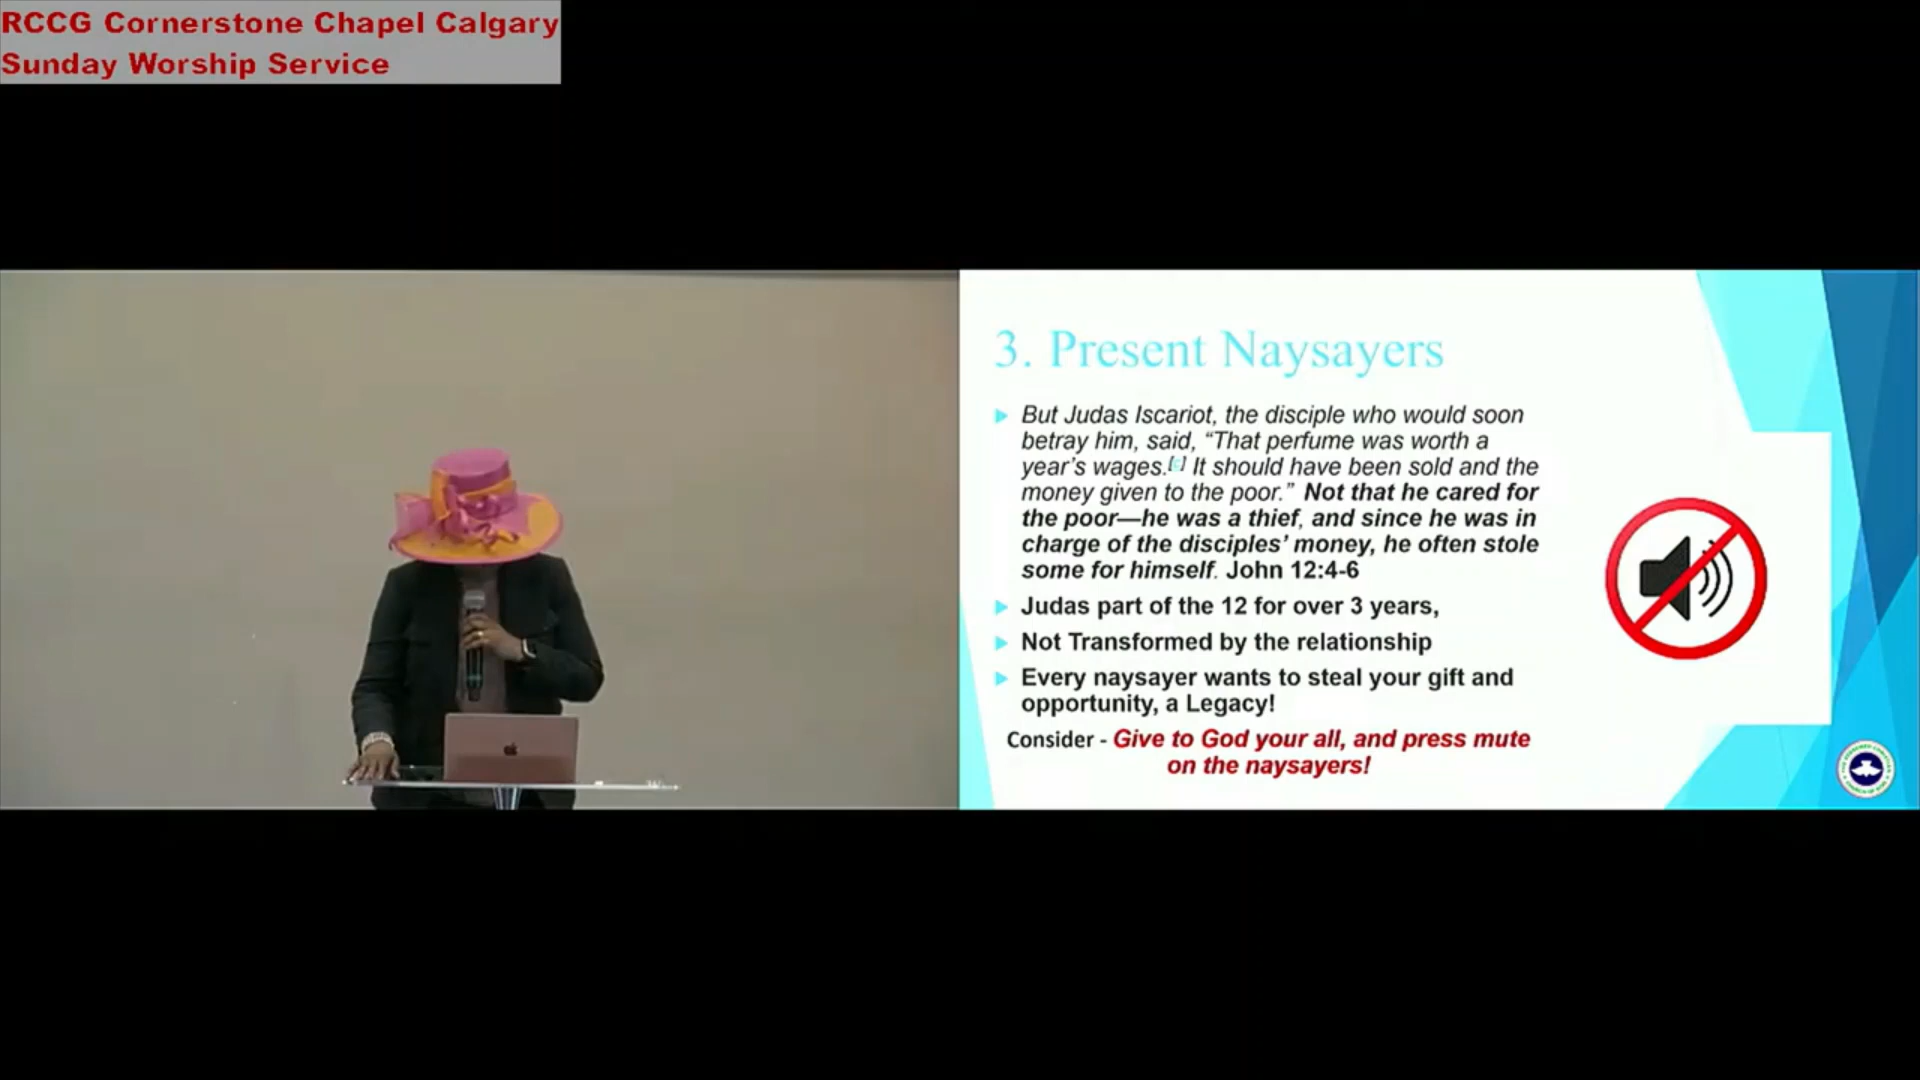 RCCG Cornerstone Chapel Calgary
Sunday Worship Service
3. Present Naysayers
But Judas Iscariot, the disciple who would soon
betray him, said, “That perfume was worth a
year’s wages.[c] It should have been sold and the
money given to the poor.” Not that he cared for
the poor—he was a thief, and since he was in
charge of the disciples’ money, he often stole
some for himself. John 12:4-6
Judas part of the 12 for over 3 years,
Not Transformed by the relationship
Every naysayer wants to steal your gift and
opportunity, a Legacy!
Consider - Give to God your all, and press mute
on the naysayers!